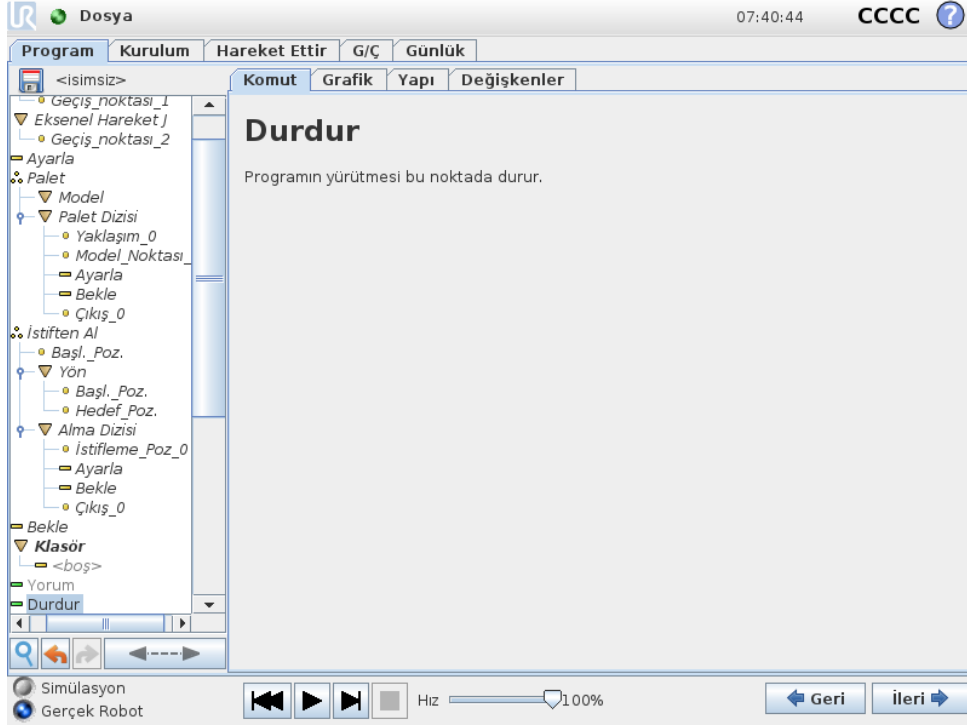 UR Dosya 07:40:44 CCCC ?
Program Kurulum Hareket Ettir G/Ç Günlük
<isimsiz>
Komut Grafik Yapı Değişkenler
Geçiş_noktası_1
Eksenel Hareket J
Geçiş_noktası_2
Ayarla
Palet
Model
Palet Dizisi
Yaklaşım_0
Model_Noktası_
Ayarla
Bekle
Çıkış_0
İstiften Al
Başl._Poz.
Yön
Başl._Poz.
Hedef_Poz.
Alma Dizisi
İstifleme_Poz_0
Ayarla
Bekle
Çıkış_0
Bekle
Klasör
<boş>
Yorum
Durdur
Durdur
Programın yürütmesi bu noktada durur.
Simülasyon
Gerçek Robot
Hız 100%
Geri İleri